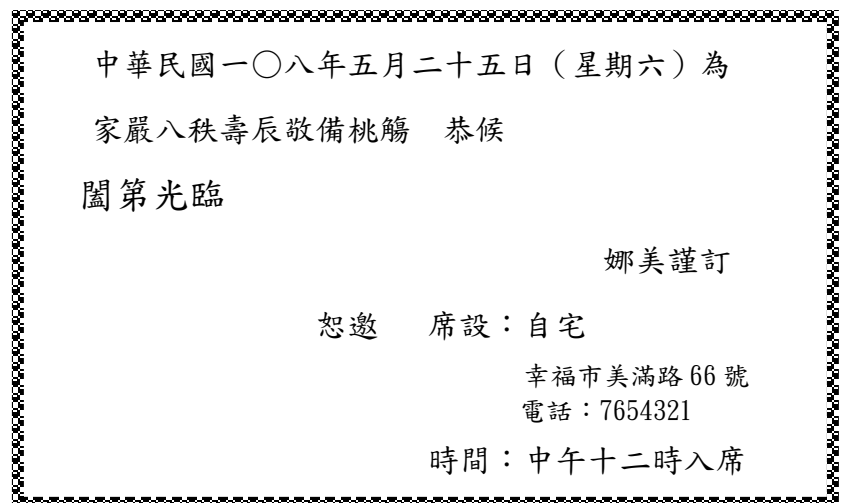 中華民國一○八年五月二十五日（星期六）為
家嚴八秩壽辰敬備桃觴　恭候
闔第光臨
娜美謹訂
恕邀　席設：自宅
幸福市美滿路 66 號
電話：7654321
時間：中午十二時入席